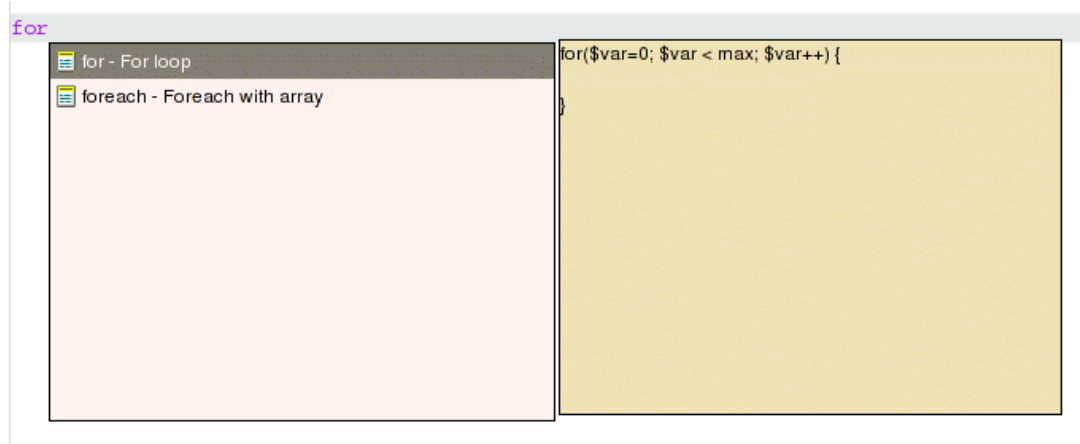 for
for - For loop
foreach - Foreach with array
for($var=0; $var < max; $var++) {
}